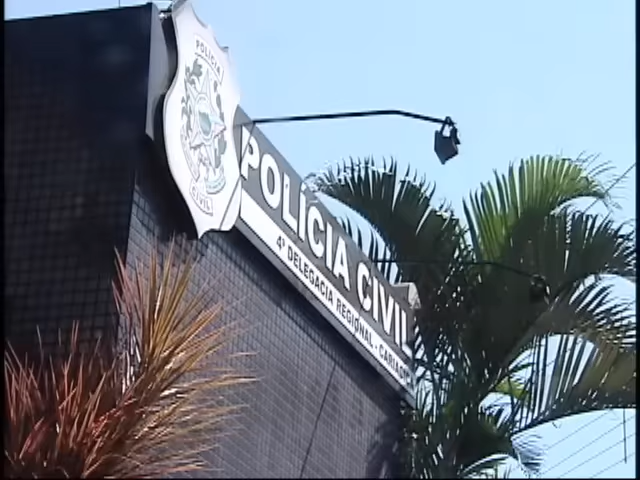 POLÍCIA
CIVIL
POLÍCIA CIVIL
4ª DELEGACIA REGIONAL - CARIACICA